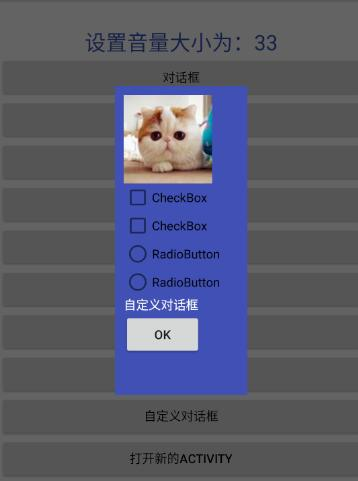 设置音量大小为：33
对话框
CheckBox
CheckBox
RadioButton
RadioButton
自定义对话框
OK
自定义对话框
打开新的ACTIVITY